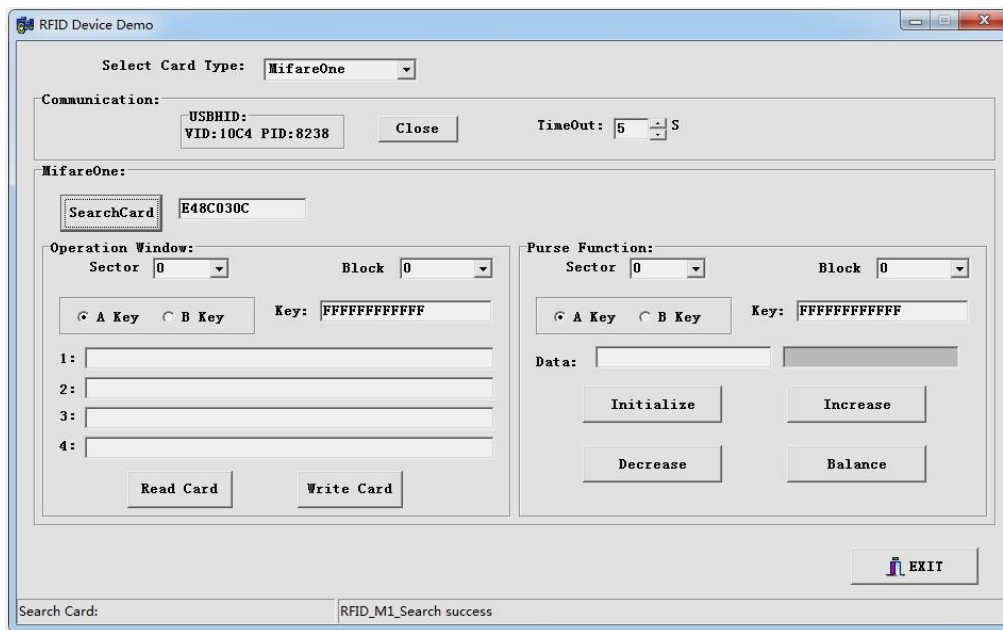 RFID Device Demo
Select Card Type: MifareOne
Communication:
USBHID:
VID:10C4 PID:8238
Close
TimeOut: 5 S
MifareOne:
SearchCard E48C030C
Operation Window:
Sector 0 Block 0
A Key B Key Key: FFFFFFFFFFFF
1:
2:
3:
4:
Read Card Write Card
Purse Function:
Sector 0 Block 0
A Key B Key Key: FFFFFFFFFFFF
Data:
Initialize Increase
Decrease Balance
EXIT
Search Card: RFID_M1_Search success